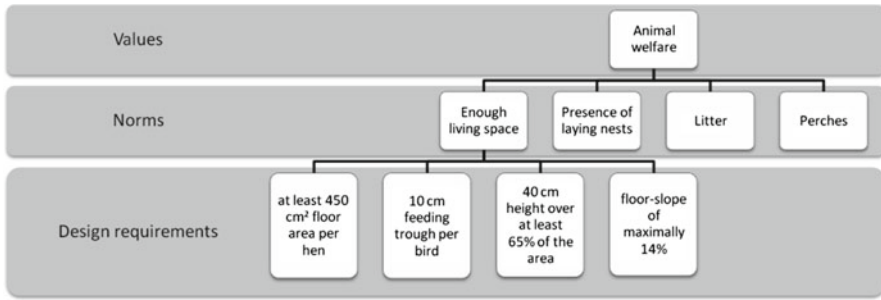 Values
Animal
welfare
Norms
Enough
living space
Presence of
laying nests
Litter
Perches
Design requirements
at least 450
cm² floor
area per
hen
10 cm
feeding
trough per
bird
40 cm
height over
at least
65% of the
area
floor-slope
of
maximally
14%